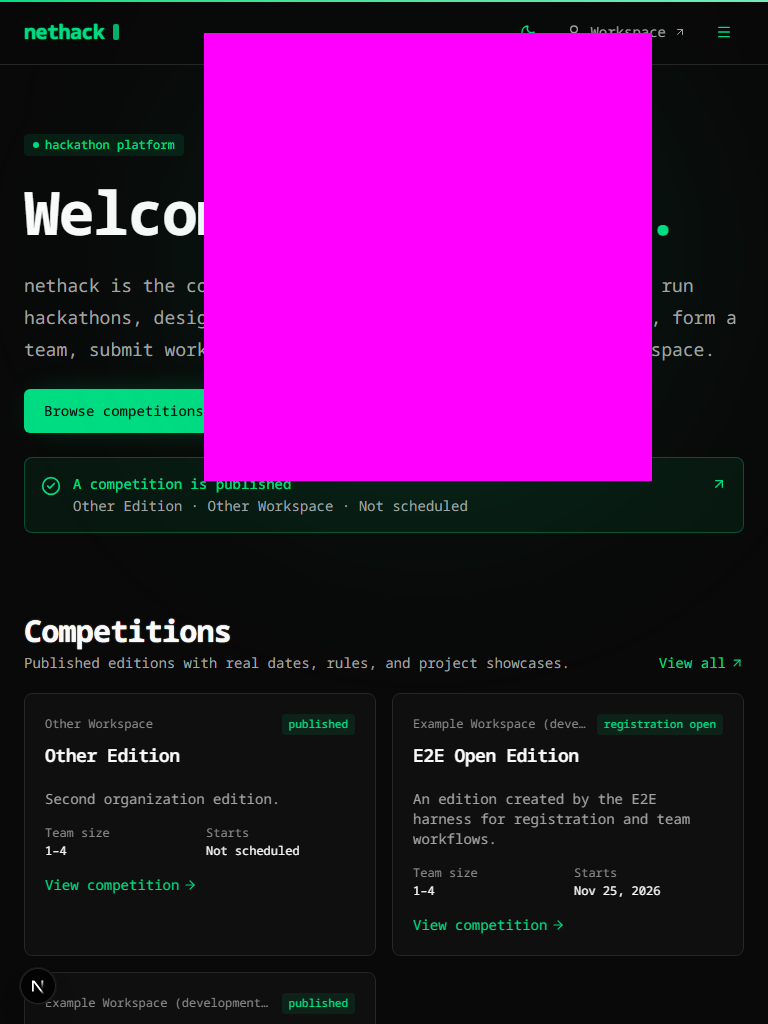 nethack
Workspace
hackathon platform
nethack is the
run
hackathons,
, form a
team, submit
space.
Browse competitions
A competition is published
Other Edition · Other Workspace · Not scheduled
Competitions
Published editions with real dates, rules, and project showcases.
View all
Other Workspace
published
Other Edition
Second organization edition.
Team size
Starts
1–4
Not scheduled
View competition
Example Workspace (deve…
registration open
E2E Open Edition
An edition created by the E2E
harness for registration and team
workflows.
Team size
Starts
1–4
Nov 25, 2026
View competition
N
Example Workspace (development…
published